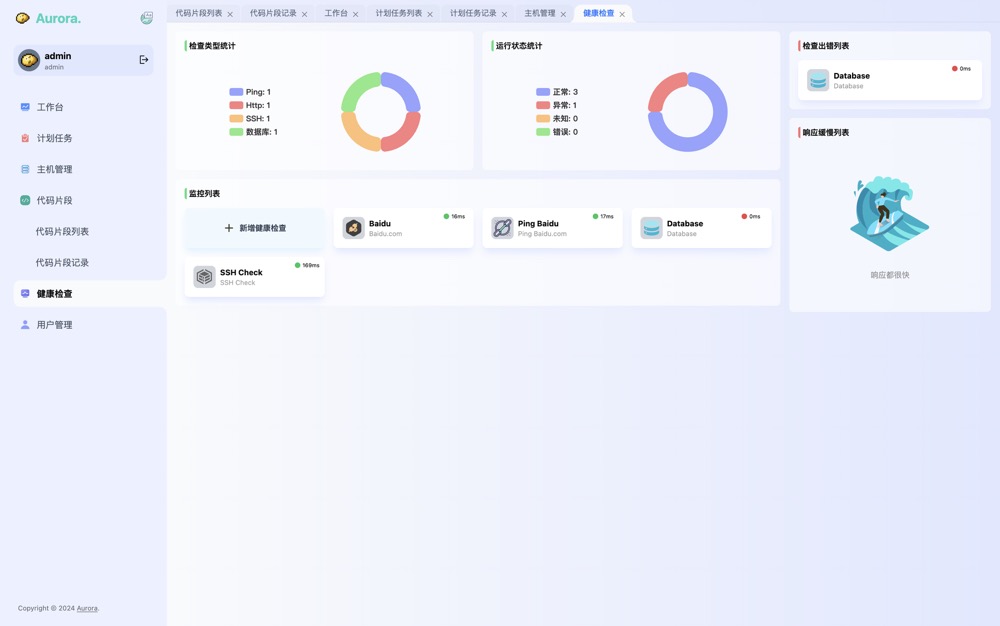 Aurora.
代码片段列表
代码片段记录
工作台
计划任务列表
计划任务记录
主机管理
健康检查
admin
admin
工作台
计划任务
主机管理
代码片段
代码片段列表
代码片段记录
健康检查
用户管理
Copyright © 2024 Aurora.
检查类型统计
Ping: 1
Http: 1
SSH: 1
数据库: 1
运行状态统计
正常: 3
异常: 1
未知: 0
错误: 0
监控列表
新增健康检查
Baidu
Baidu.com
16ms
Ping Baidu
Ping Baidu.com
17ms
Database
Database
0ms
SSH Check
SSH Check
169ms
检查出错列表
Database
Database
0ms
响应缓慢列表
响应都很快